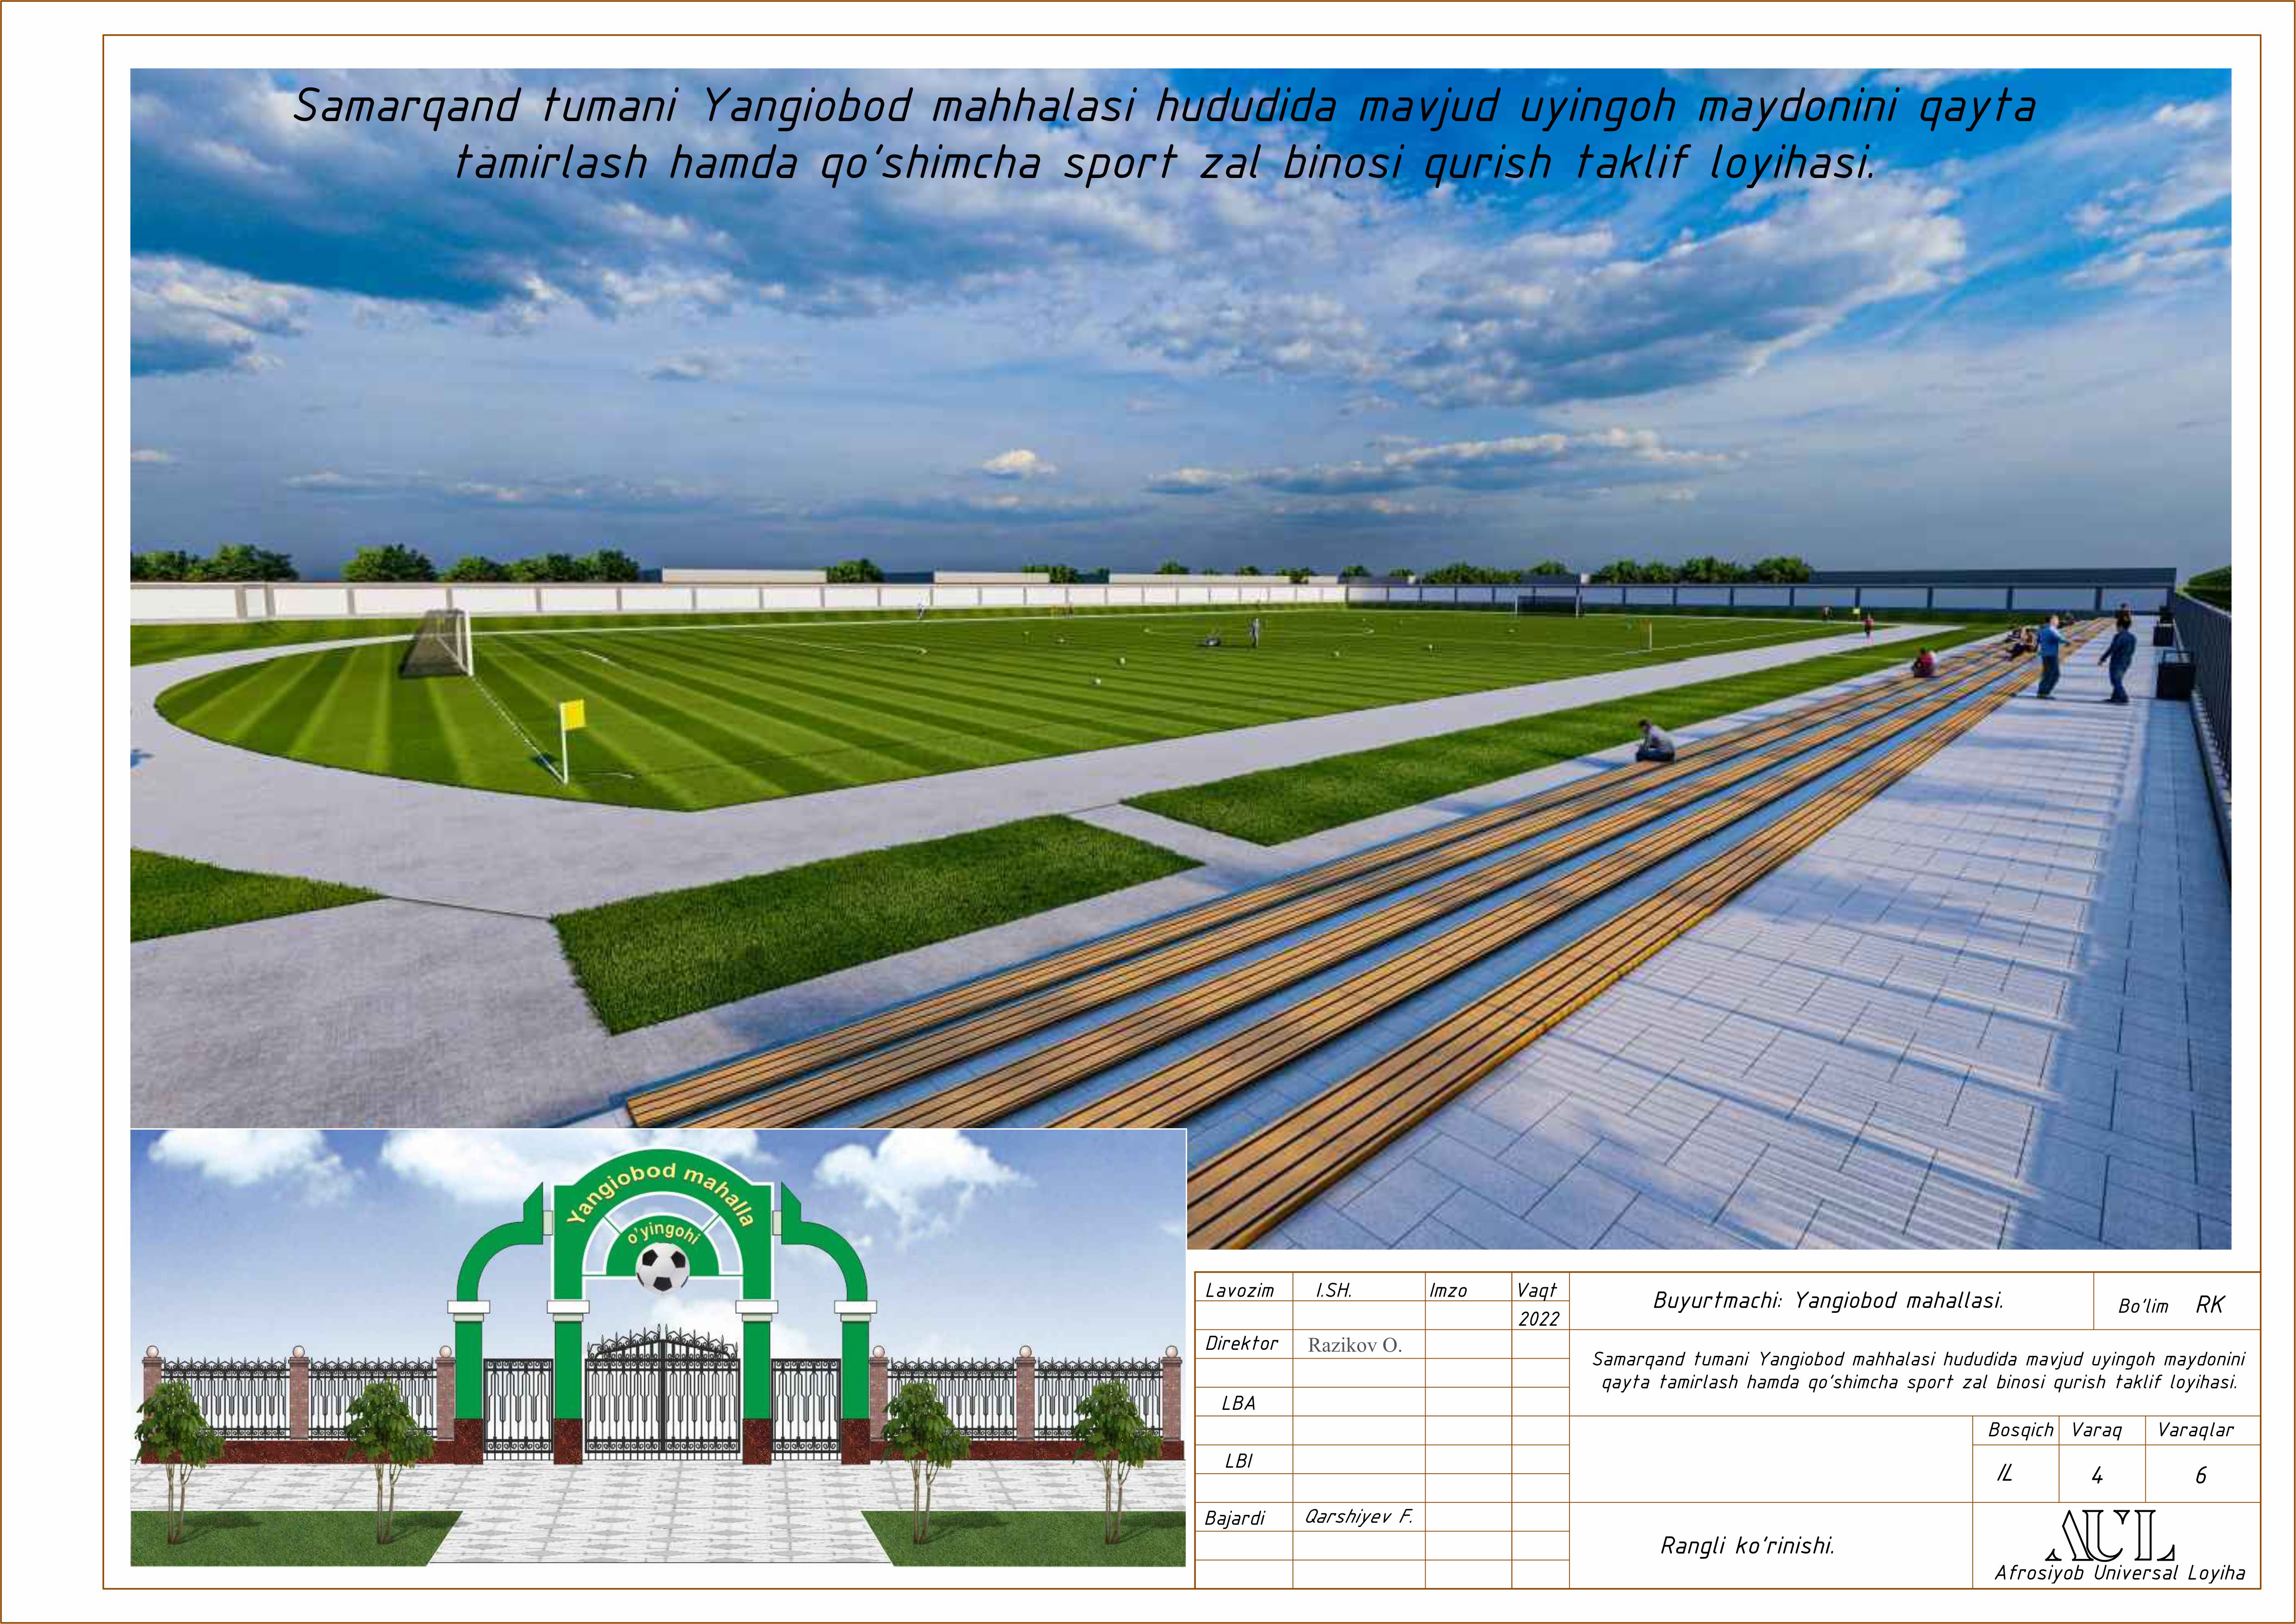 Samarqand tumani Yangiobod mahhalasi hududida mavjud uyingoh maydonini qayta
tamirlash hamda qo'shimcha sport zal binosi qurish taklif loyihasi.
Yangiobod mahalla
o'yingohi
Lavozim I.SH. Imzo Vaqt
2022
Buyurtmachi: Yangiobod mahallasi.
Bo'lim RK
Direktor Razikov O.
Samarqand tumani Yangiobod mahhalasi hududida mavjud uyingoh maydonini
qayta tamirlash hamda qo'shimcha sport zal binosi qurish taklif loyihasi.
LBA
Bosqich Varaq Varaqlar
LBI
IL 4 6
Bajardi Qarshiyev F.
Rangli ko'rinishi.
AUL
Afrosiyob Universal Loyiha